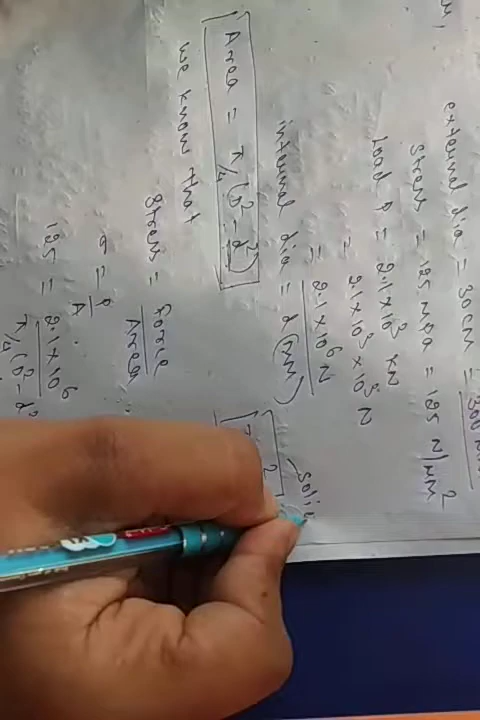 external dia = 30 cm = 300
Stress = 125 MPa = 125 N/mm²
Load P = 2.1 × 10³ kN
= 2.1 × 10³ × 10³ N
= 2.1 × 10⁶ N
internal dia = d (mm)
Soli
Area = π/4 (D² - d²)
we know that
Stress = Force / Area
σ = P / A
125 = 2.1 × 10⁶ / π/4 (D² - d²